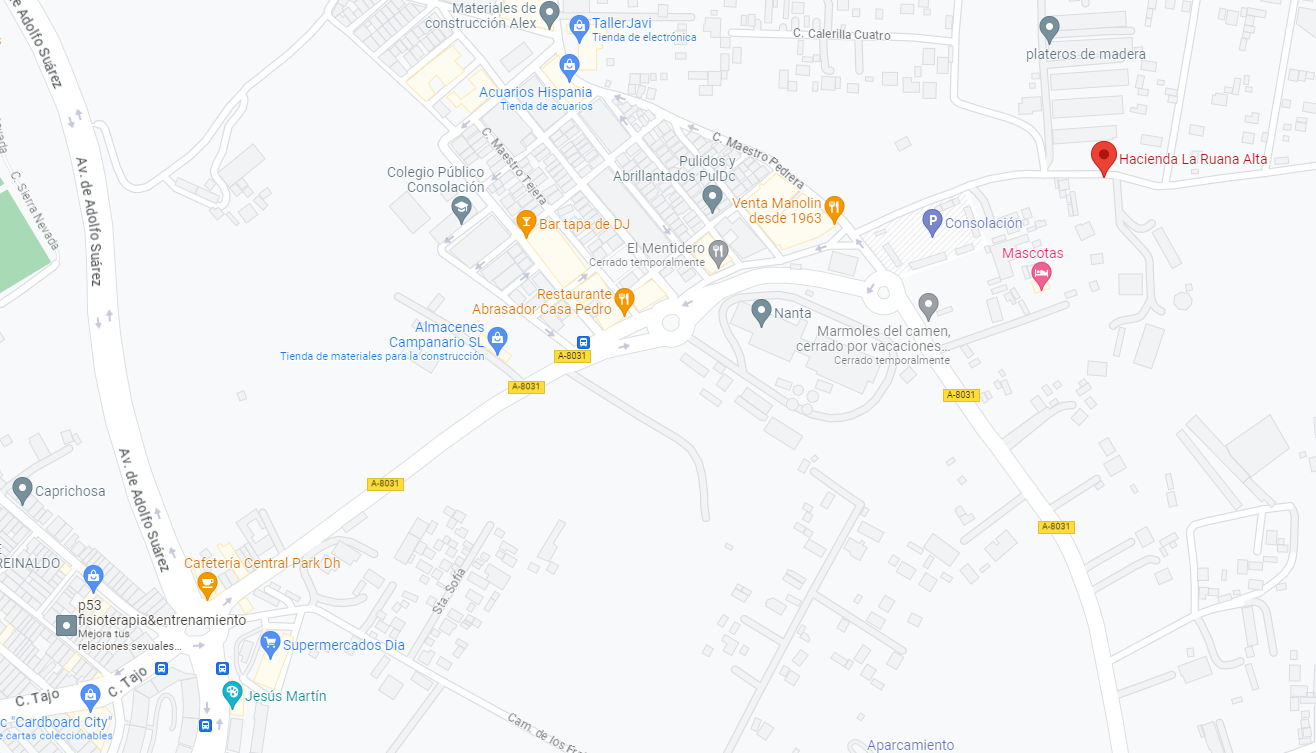 Materiales de
construcción Alex
TallerJavi
Tienda de electrónica
C. Calerilla Cuatro
plateros de madera
de Adolfo Suárez
Acuarios Hispania
Tienda de acuarios
C. Maestro Tejera
C. Maestro Pedrera
Hacienda La Ruana Alta
Av. de Adolfo Suárez
C. Sierra Nevada
Colegio Público
Consolación
Pulidos y
Abrillantados PulDc
Venta Manolin
desde 1963
Bar tapa de DJ
P
Consolación
El Mentidero
Cerrado temporalmente
Mascotas
Restaurante
Abrasador Casa Pedro
Nanta
Marmoles del camen,
cerrado por vacaciones...
Cerrado temporalmente
Almacenes
Campanario SL
Tienda de materiales para la construcción
A-8031
A-8031
A-8031
A-8031
A-8031
Av. de Adolfo Suárez
Caprichosa
REINALDO
Cafetería Central Park Dh
Sta. Sofía
p53
fisioterapia&entrenamiento
Mejora tus
relaciones sexuales...
Supermercados Dia
C. Tajo
C. Tajo
Jesús Martín
c "Cardboard City"
e cartas coleccionables
Cam. de los Fra
Aparcamiento